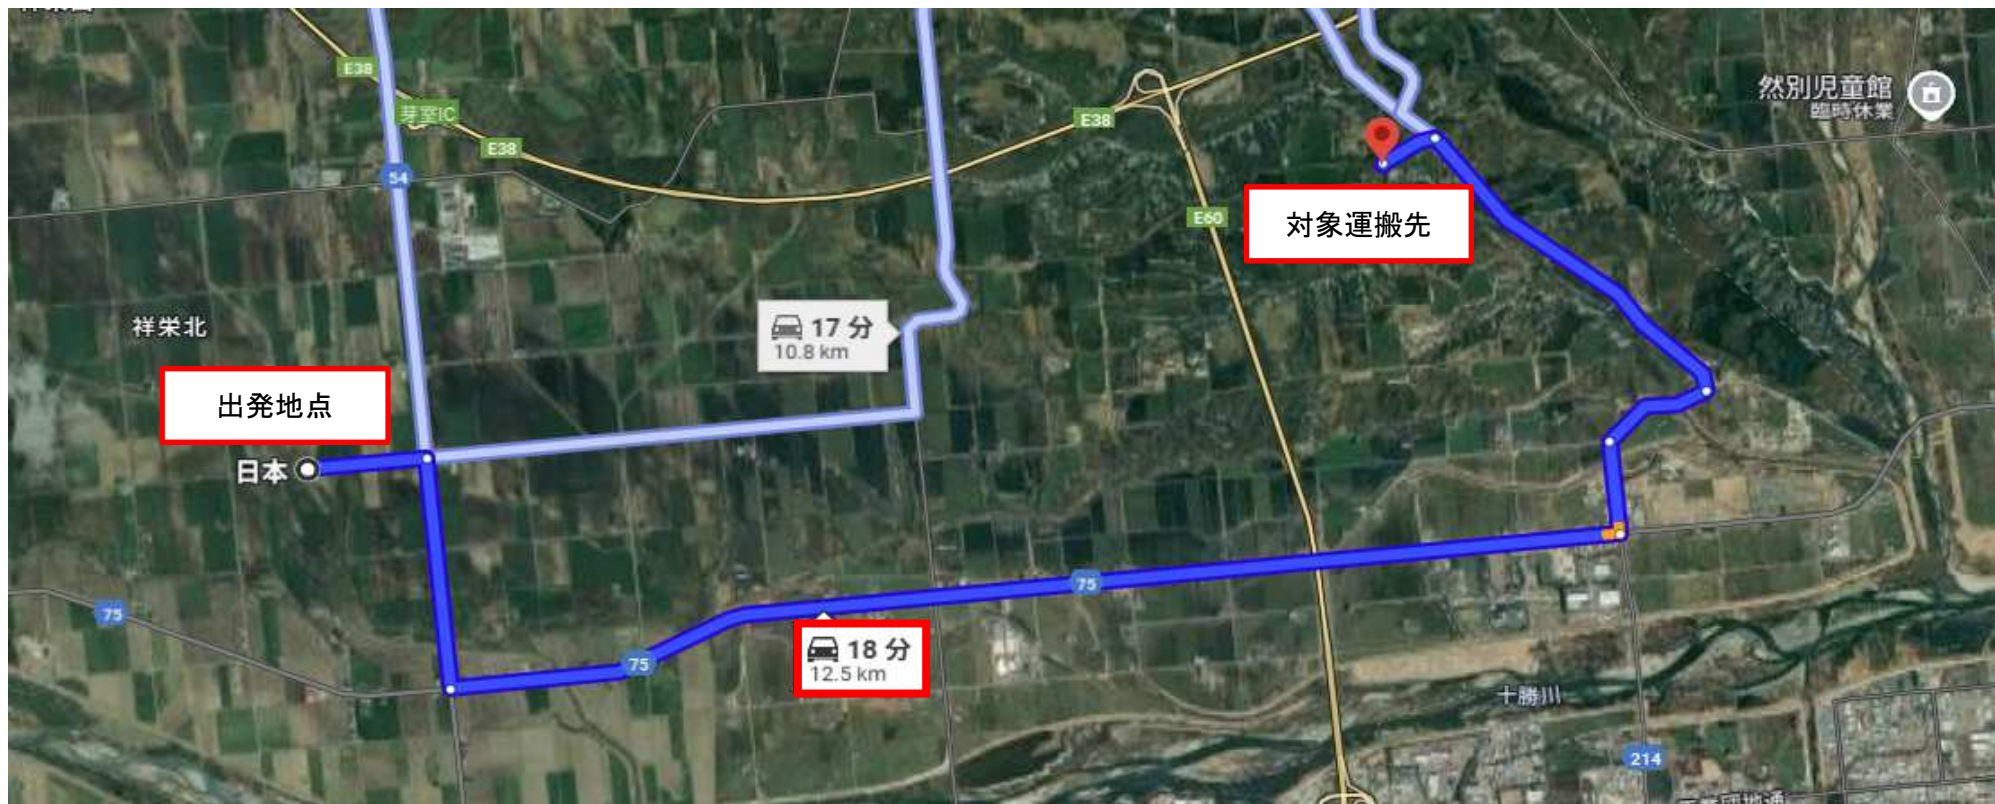 E38
芽室IC
E38
54
E38
然別児童館
臨時休業
E60
対象運搬先
祥栄北
17 分
10.8 km
出発地点
日本
75
75
75
18 分
12.5 km
十勝川
214